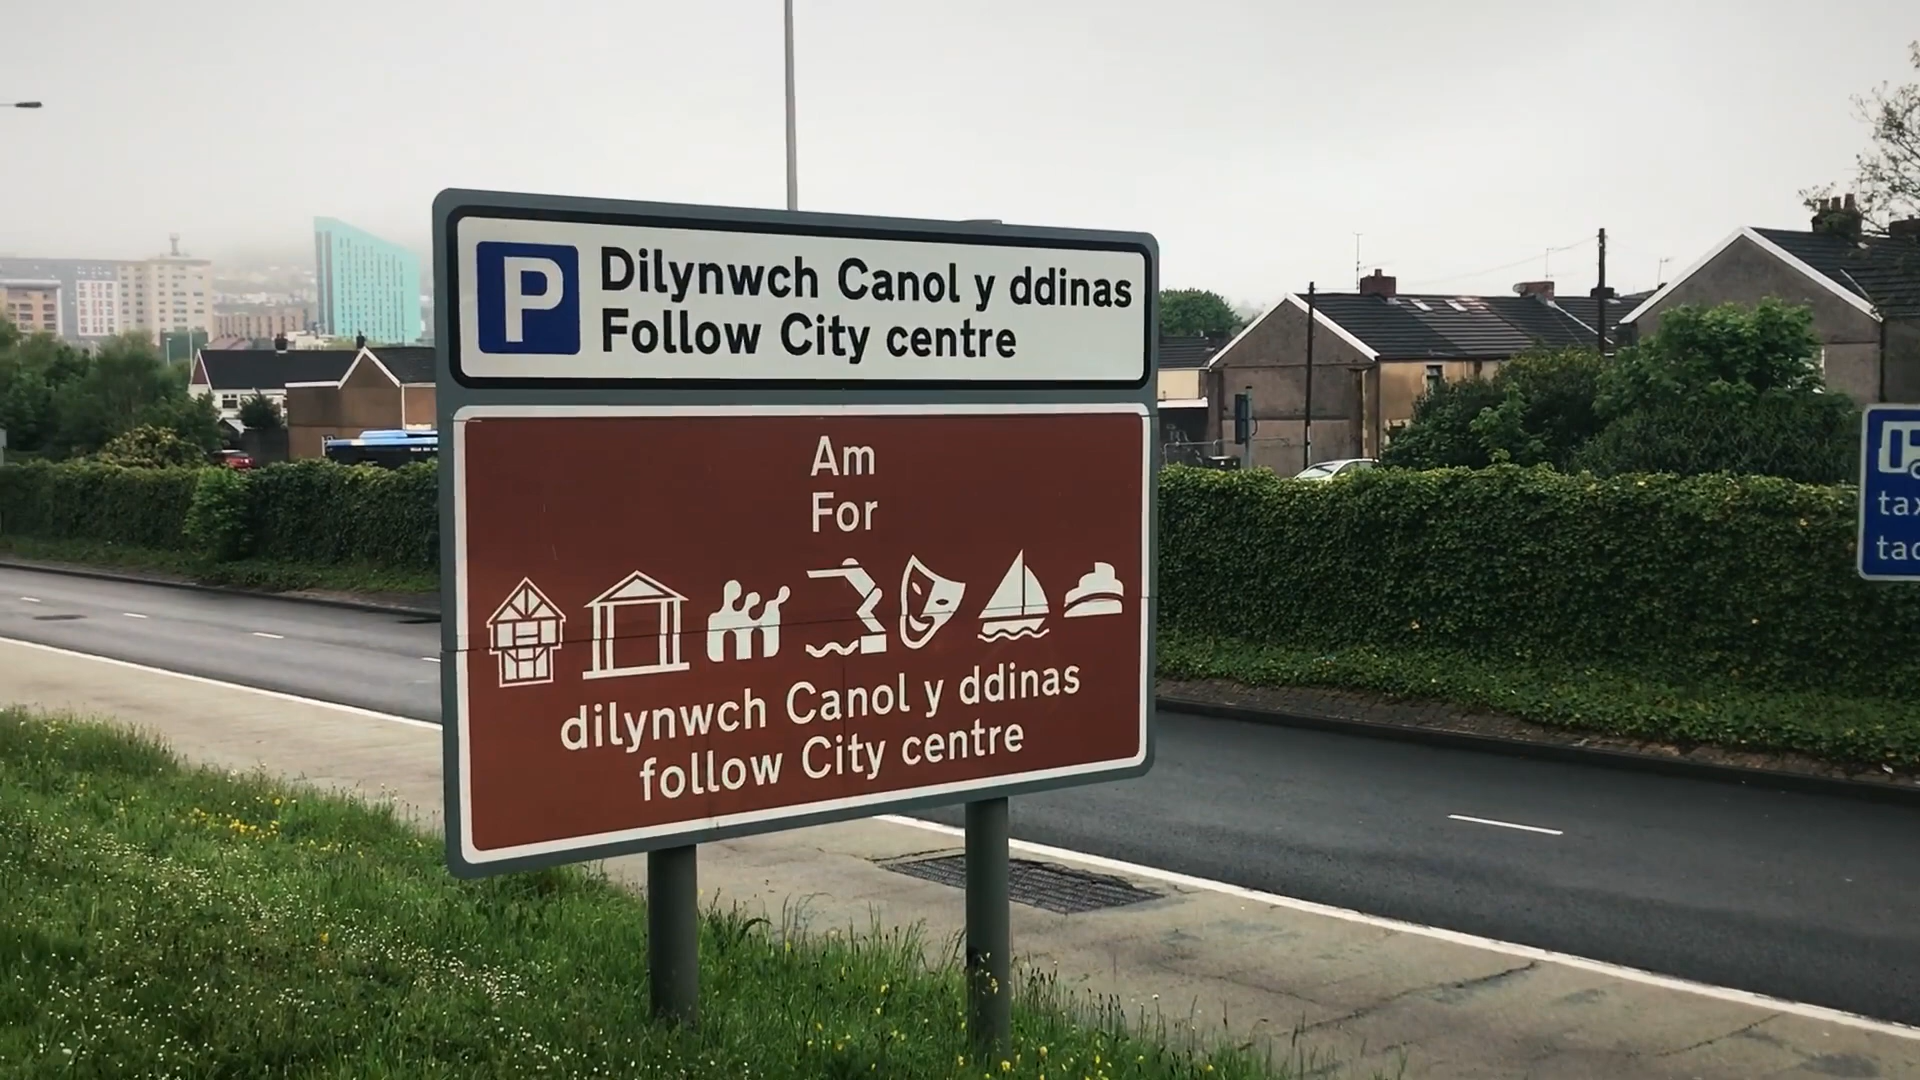 P
Dilynwch Canol y ddinas
Follow City centre
Am
For
dilynwch Canol y ddinas
follow City centre